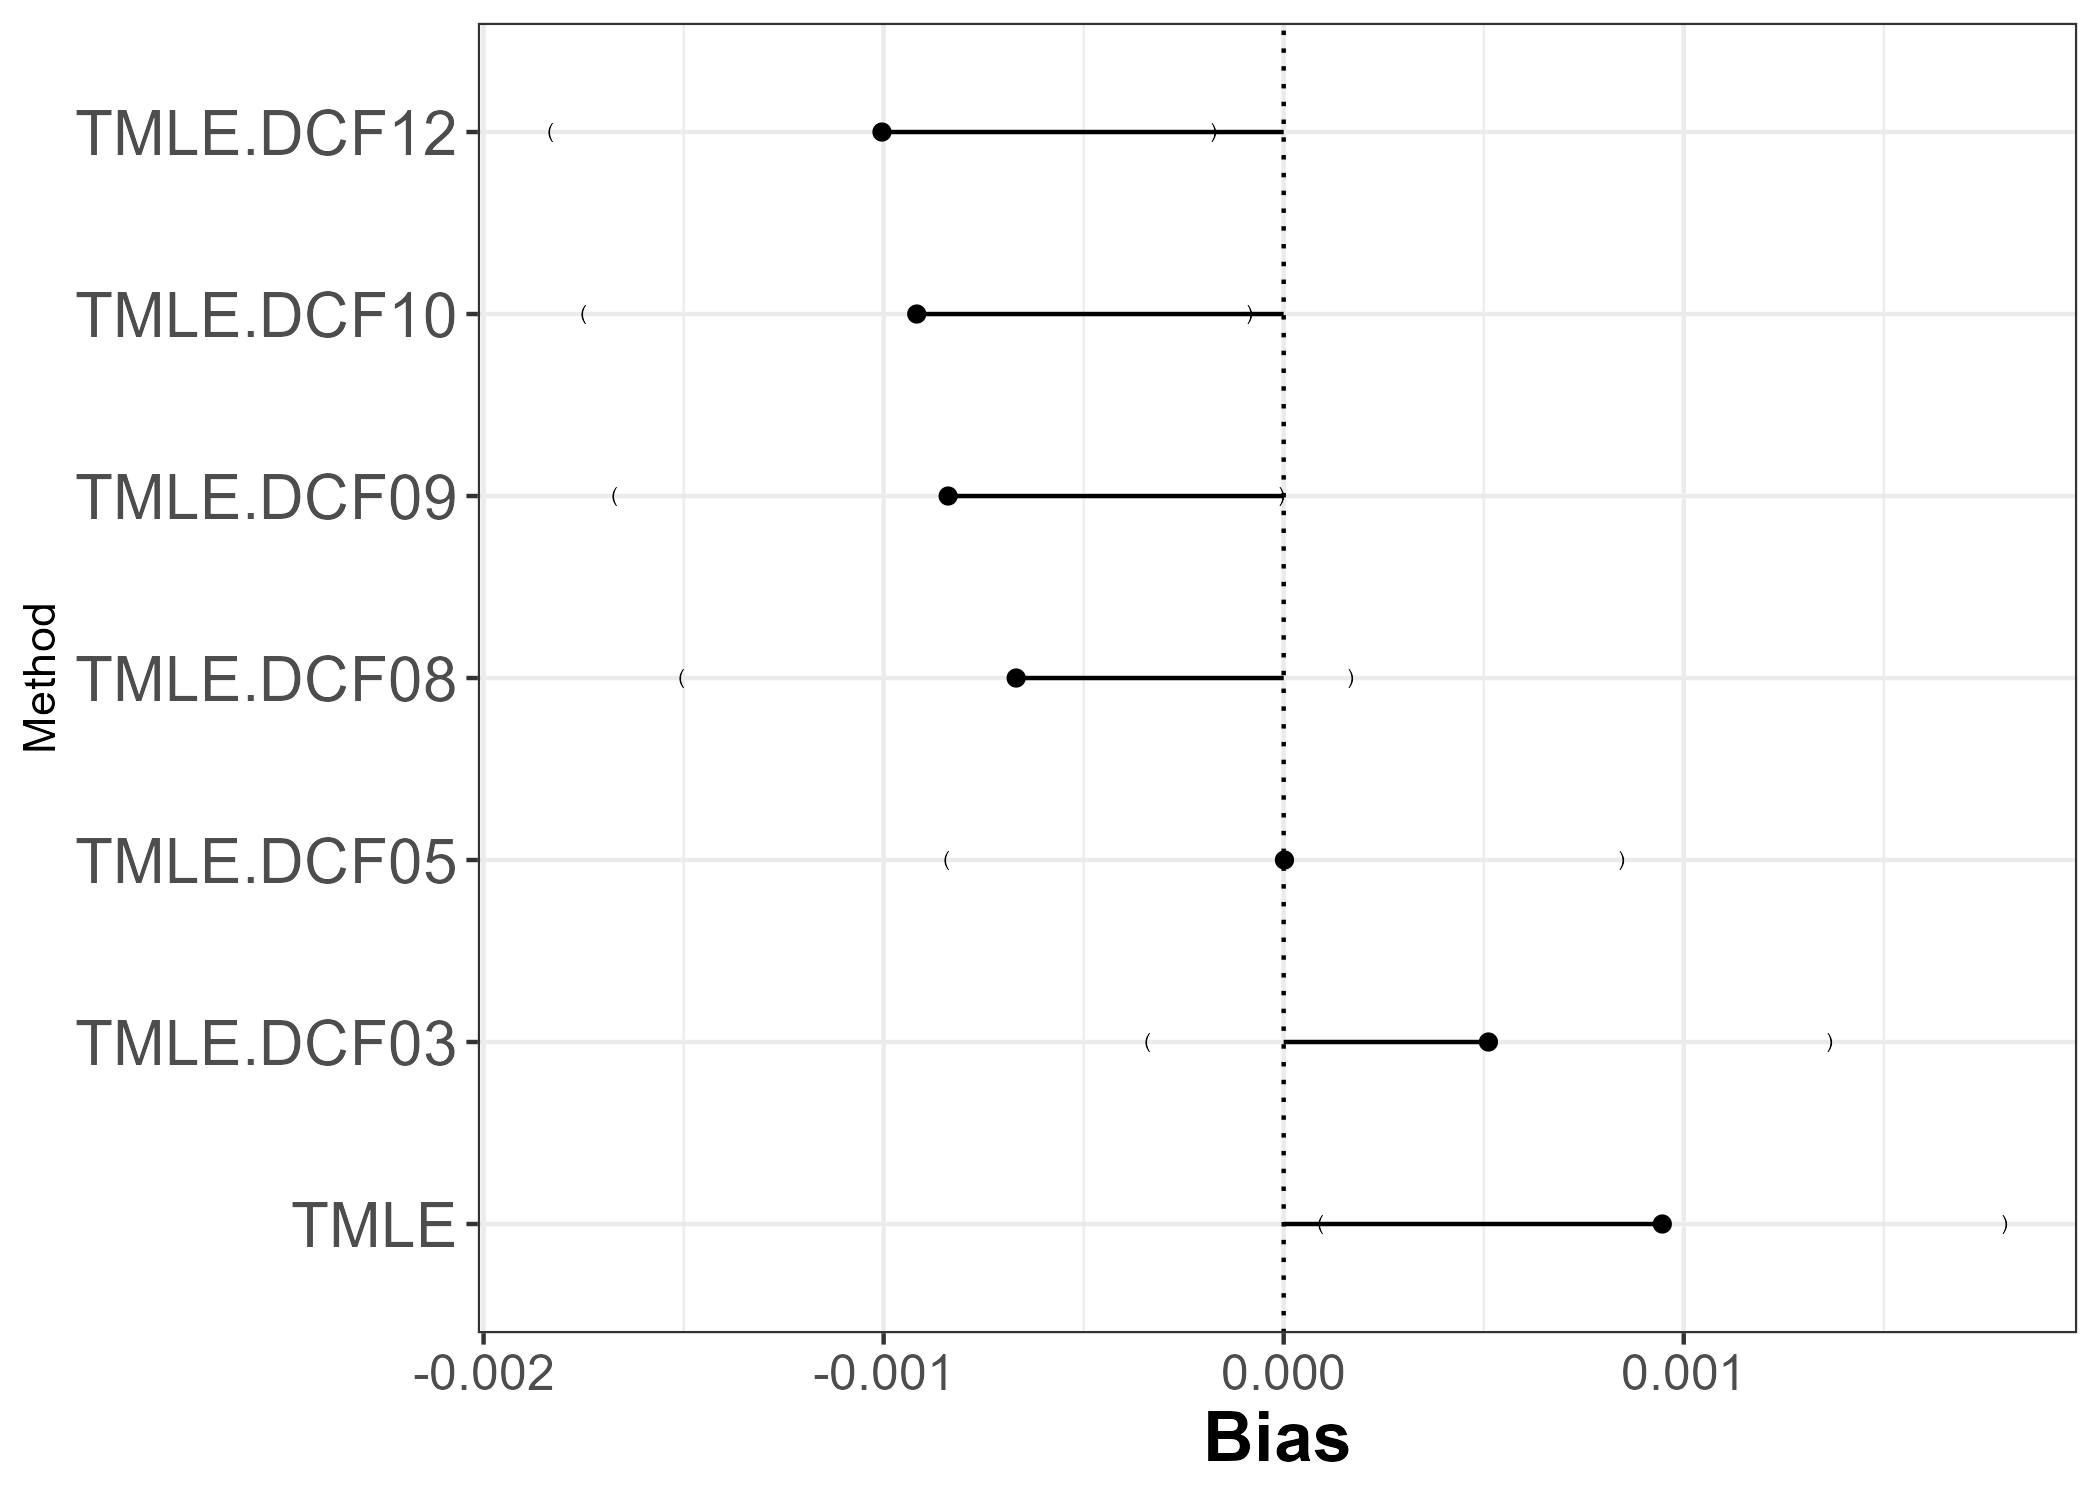 TMLE.DCF12
( )
TMLE.DCF10
( )
TMLE.DCF09
( )
TMLE.DCF08
( )
TMLE.DCF05
( )
TMLE.DCF03
( )
TMLE
( )
Method
-0.002 -0.001 0.000 0.001
Bias